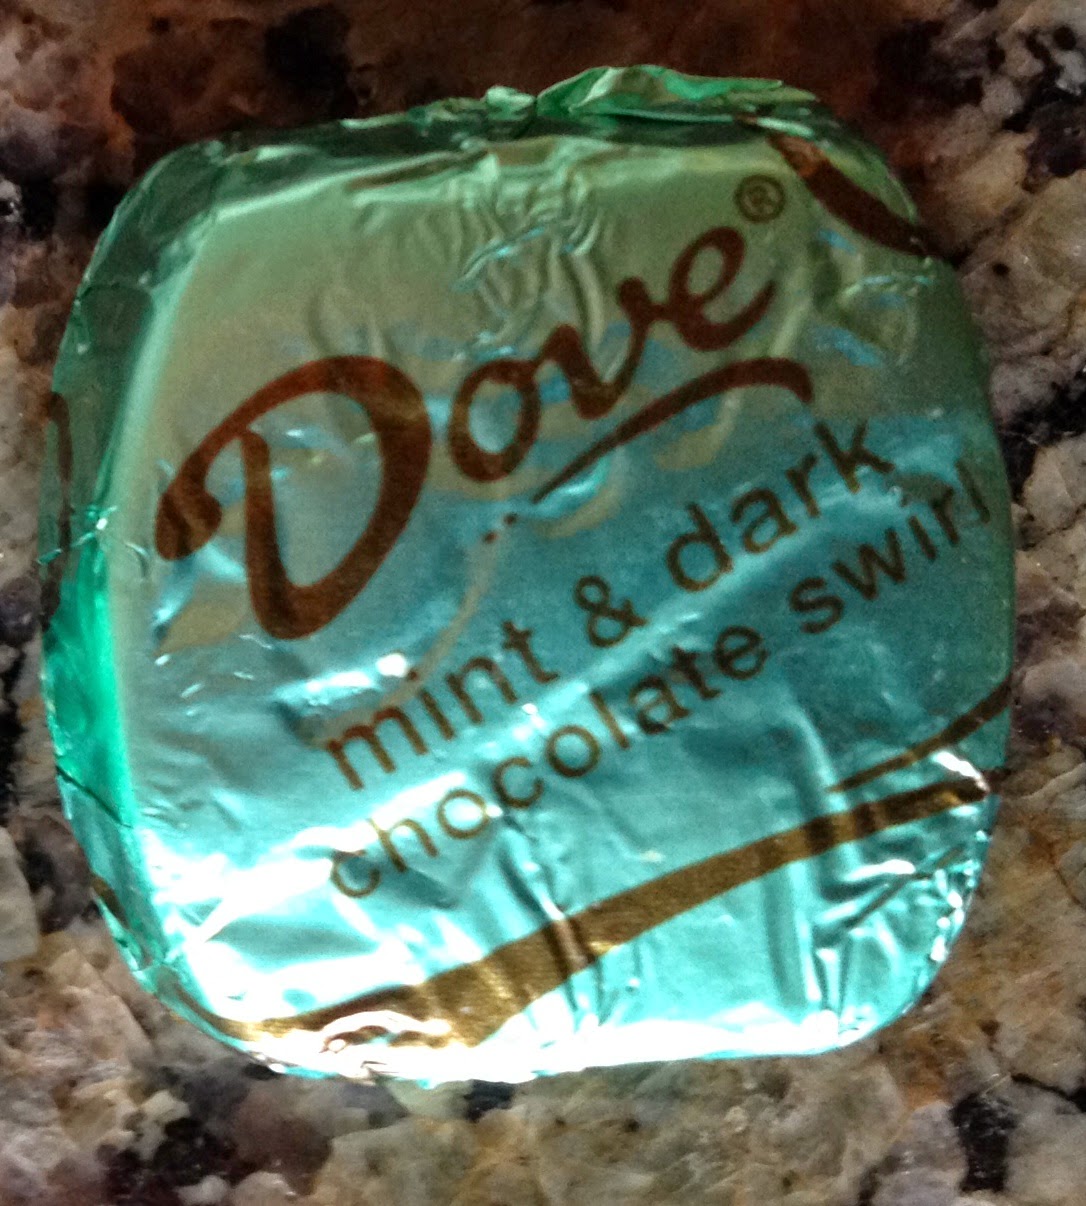 Dove®
mint & dark
chocolate swirl